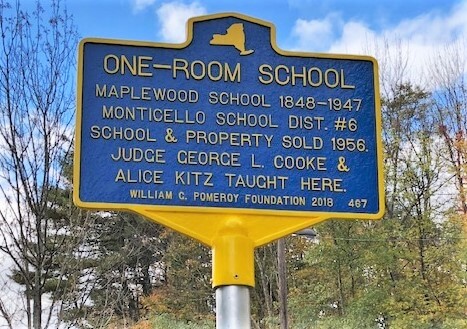 ONE-ROOM SCHOOL
MAPLEWOOD SCHOOL 1848-1947
MONTICELLO SCHOOL DIST. #6
SCHOOL & PROPERTY SOLD 1956.
JUDGE GEORGE L. COOKE &
ALICE KITZ TAUGHT HERE.
WILLIAM G. POMEROY FOUNDATION 2018 467